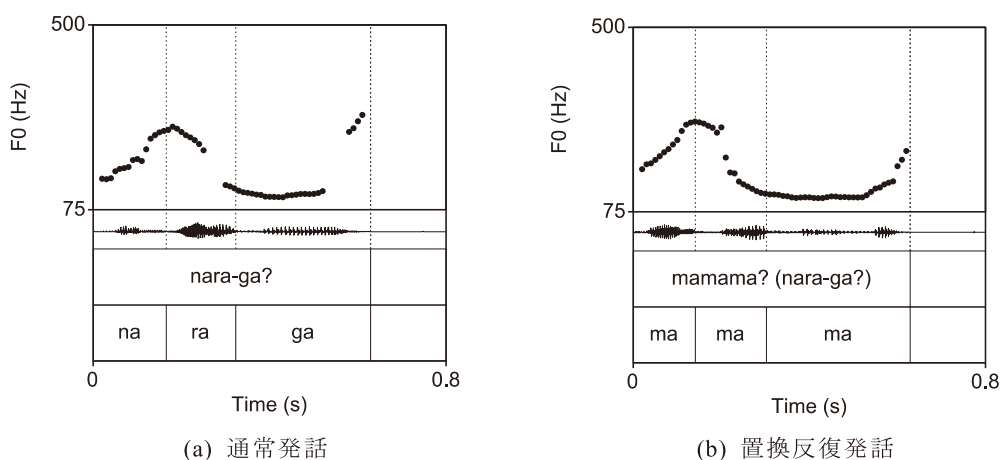 500
F0 (Hz)
75
nara-ga?
na ra ga
0 0.8
Time (s)
(a) 通常発話
500
F0 (Hz)
75
mamama? (nara-ga?)
ma ma ma
0 0.8
Time (s)
(b) 置換反復発話